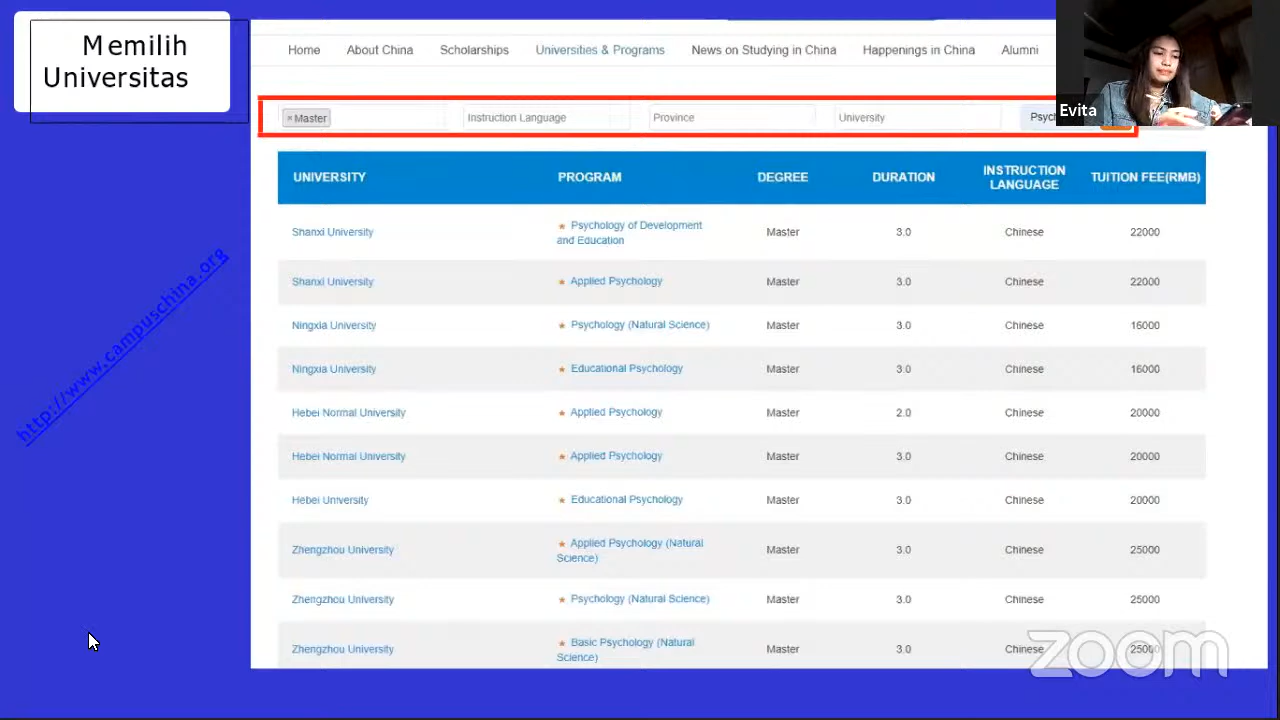 Memilih
Universitas
http://www.campuschina.org
Home About China Scholarships Universities & Programs News on Studying in China Happenings in China Alumni
Evita
× Master Instruction Language Province University
UNIVERSITY PROGRAM DEGREE DURATION INSTRUCTION LANGUAGE TUITION FEE(RMB)
Shanxi University ★ Psychology of Development and Education Master 3.0 Chinese 22000
Shanxi University ★ Applied Psychology Master 3.0 Chinese 22000
Ningxia University ★ Psychology (Natural Science) Master 3.0 Chinese 16000
Ningxia University ★ Educational Psychology Master 3.0 Chinese 16000
Hebei Normal University ★ Applied Psychology Master 2.0 Chinese 20000
Hebei Normal University ★ Applied Psychology Master 3.0 Chinese 20000
Hebei University ★ Educational Psychology Master 3.0 Chinese 20000
Zhengzhou University ★ Applied Psychology (Natural Science) Master 3.0 Chinese 25000
Zhengzhou University ★ Psychology (Natural Science) Master 3.0 Chinese 25000
Zhengzhou University ★ Basic Psychology (Natural Science) Master 3.0 Chinese 25000
zoom